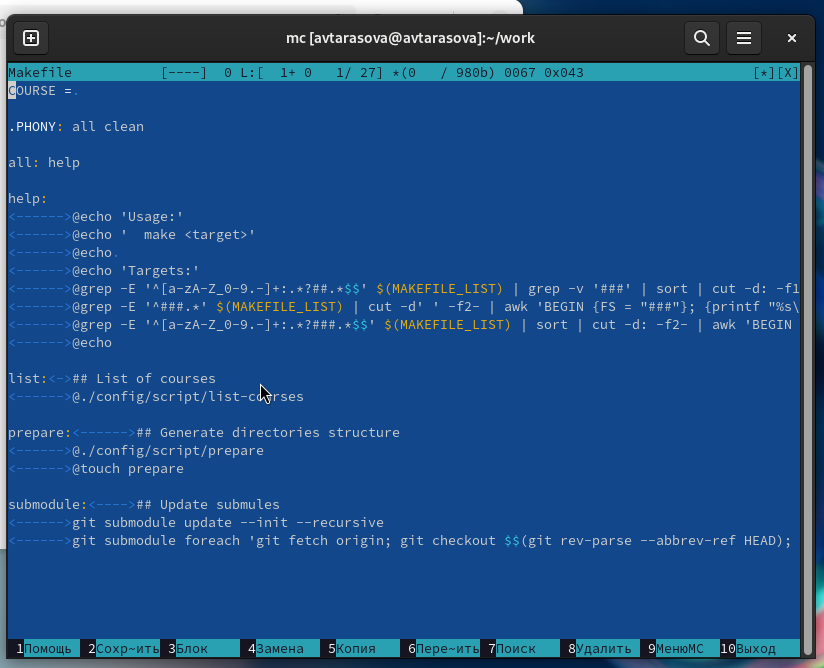 mc [avtarasova@avtarasova]:~/work
Makefile [----] 0 L:[ 1+ 0 1/ 27] *(0 / 980b) 0067 0x043 [*][X]
COURSE =.
.PHONY: all clean
all: help
help:
<------>@echo 'Usage:'
<------>@echo '  make <target>'
<------>@echo.
<------>@echo 'Targets:'
<------>@grep -E '^[a-zA-Z_0-9.-]+:.*?##.*$$' $(MAKEFILE_LIST) | grep -v '###' | sort | cut -d: -f1
<------>@grep -E '^###.*' $(MAKEFILE_LIST) | cut -d' ' -f2- | awk 'BEGIN {FS = "###"}; {printf "%s\
<------>@grep -E '^[a-zA-Z_0-9.-]+:.*?###.*$$' $(MAKEFILE_LIST) | sort | cut -d: -f2- | awk 'BEGIN
<------>@echo
list:<->## List of courses
<------>@./config/script/list-courses
prepare:<------>## Generate directories structure
<------>@./config/script/prepare
<------>@touch prepare
submodule:<---->## Update submules
<------>git submodule update --init --recursive
<------>git submodule foreach 'git fetch origin; git checkout $$(git rev-parse --abbrev-ref HEAD);
1Помощь 2Сохр~ить 3Блок 4Замена 5Копия 6Пере~ить 7Поиск 8Удалить 9МенюМС 10Выход